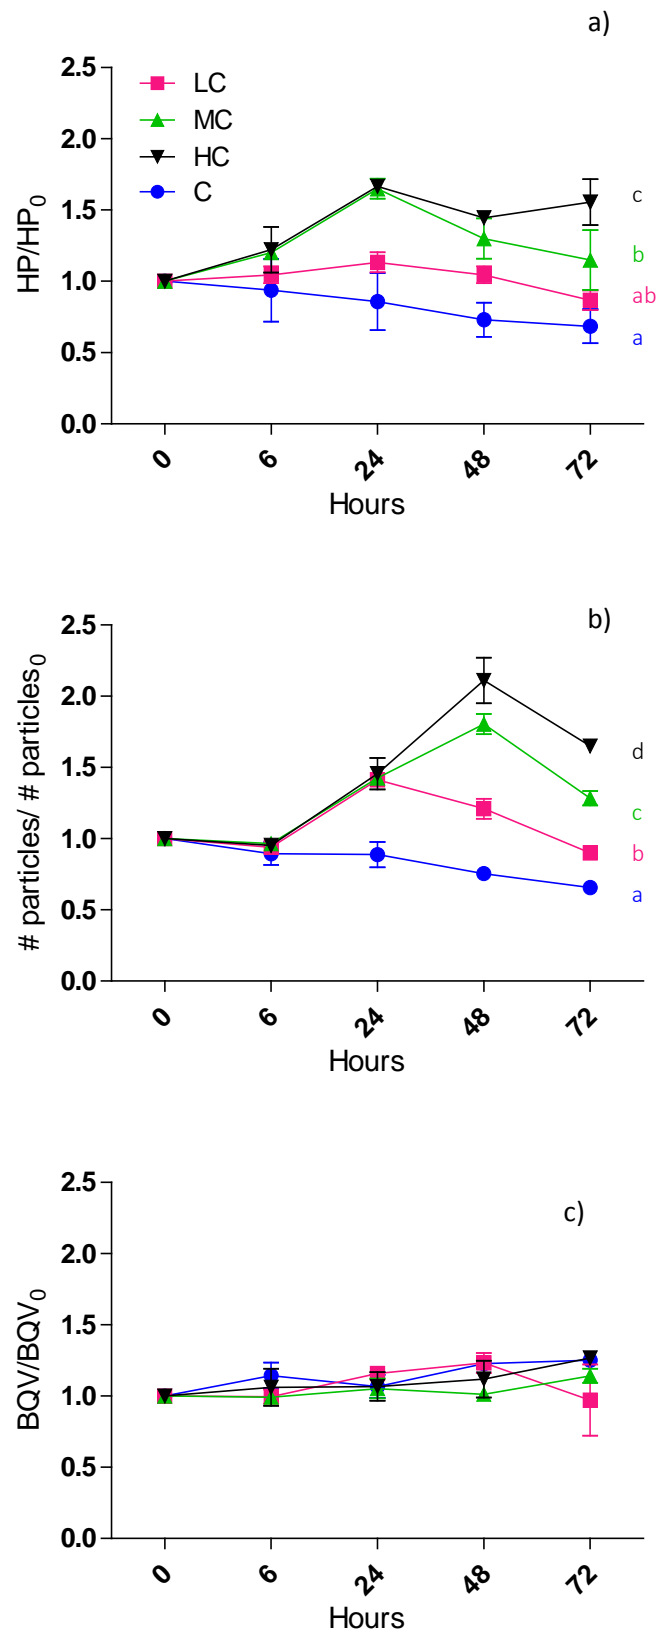 a)
2.5
LC
MC
2.0
HC
C
1.5
c
b
1.0
ab
a
0.5
0.0
HP/HP₀
0 6 24 48 72
Hours
b)
2.5
2.0
1.5
d
c
1.0
b
a
0.5
0.0
# particles/ # particles₀
0 6 24 48 72
Hours
2.5
c)
2.0
1.5
1.0
0.5
0.0
BQV/BQV₀
0 6 24 48 72
Hours